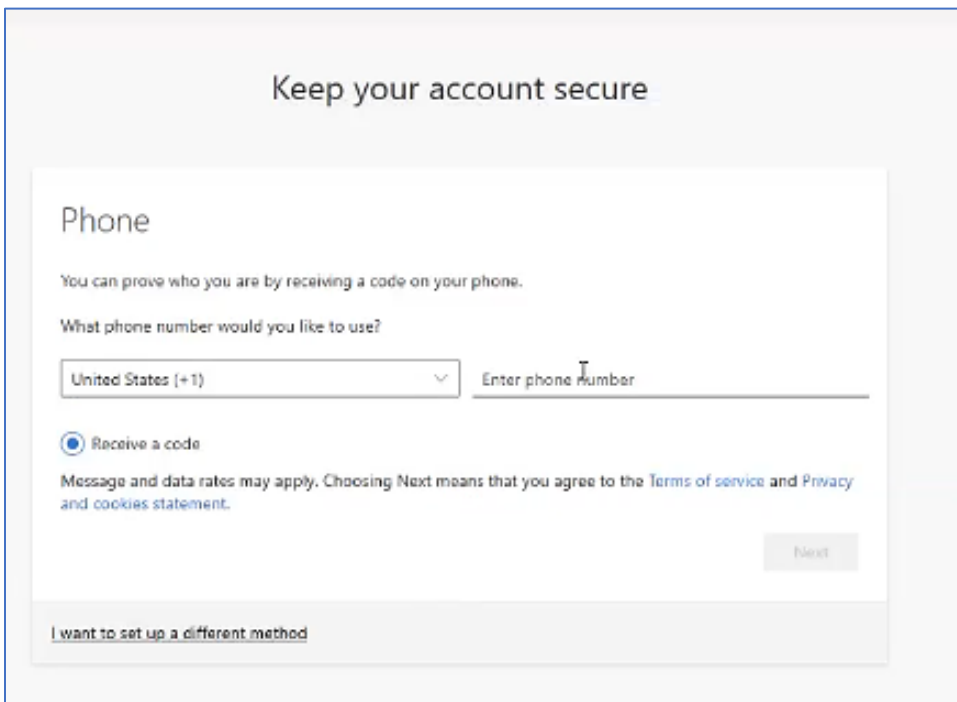 Keep your account secure
Phone
You can prove who you are by receiving a code on your phone.
What phone number would you like to use?
United States (+1)
Enter phone number
Receive a code
Message and data rates may apply. Choosing Next means that you agree to the Terms of service and Privacy
and cookies statement.
Next
I want to set up a different method